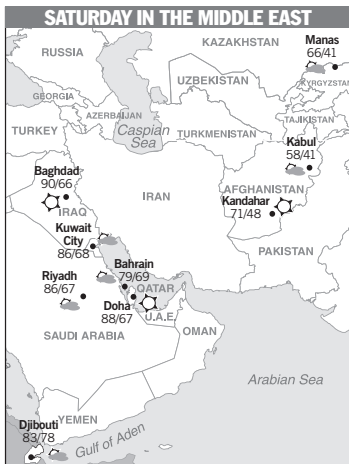 SATURDAY IN THE MIDDLE EAST
KAZAKHSTAN
Manas
66/41
RUSSIA
UZBEKISTAN
KYRGYZSTAN
GEORGIA
AZERBAIJAN
TAJIKISTAN
TURKEY
Caspian
Sea
TURKMENISTAN
Kabul
58/41
Baghdad
90/66
IRAN
AFGHANISTAN
Kandahar
71/48
IRAQ
Kuwait
City
86/68
PAKISTAN
Riyadh
86/67
Bahrain
79/69
QATAR
Doha
88/67
U.A.E.
SAUDI ARABIA
OMAN
Arabian Sea
YEMEN
Djibouti
83/78
Gulf of Aden